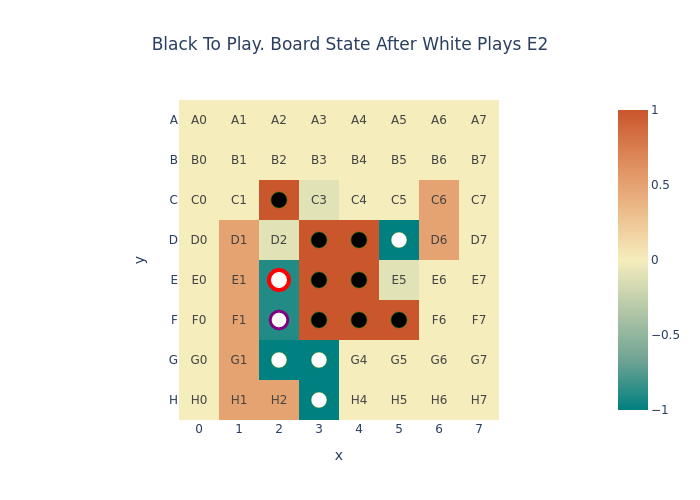 Black To Play. Board State After White Plays E2
A A0 A1 A2 A3 A4 A5 A6 A7
B B0 B1 B2 B3 B4 B5 B6 B7
C C0 C1 C3 C4 C5 C6 C7
D D0 D1 D2 D6 D7
E E0 E1 E5 E6 E7
F F0 F1 F6 F7
G G0 G1 G4 G5 G6 G7
H H0 H1 H2 H4 H5 H6 H7
0 1 2 3 4 5 6 7
x
y
1
0.5
0
−0.5
−1